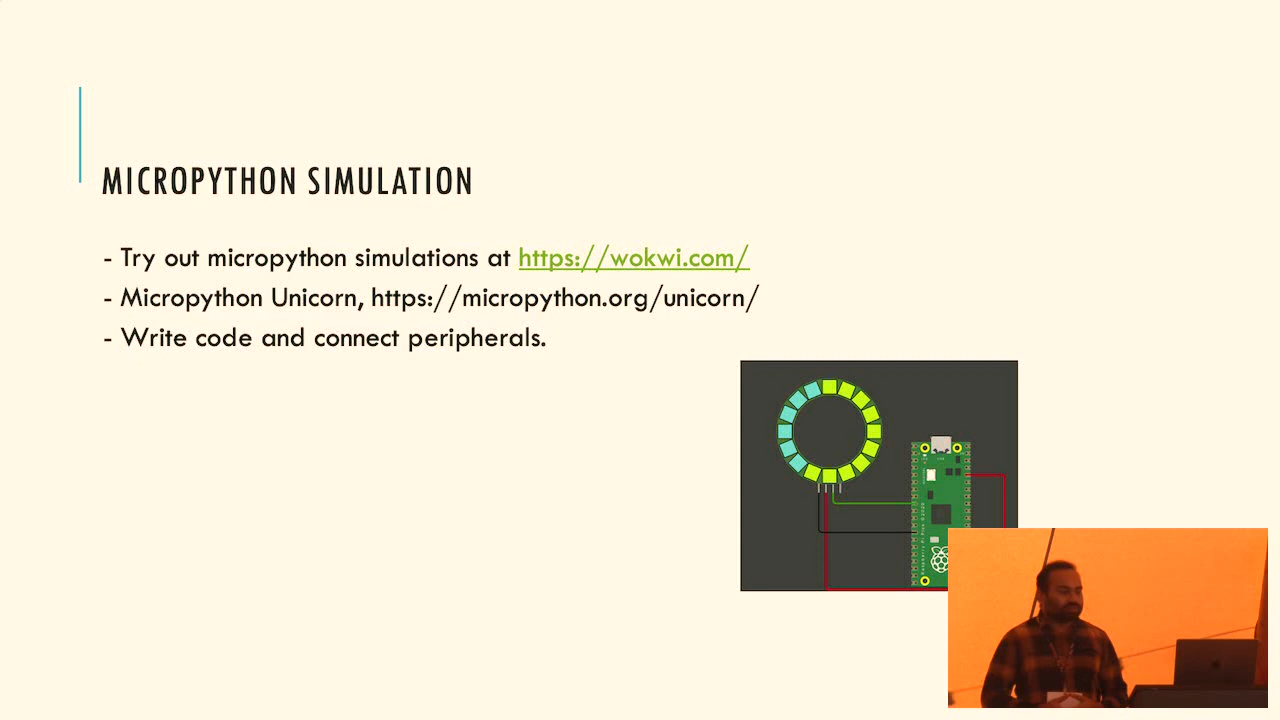 MICROPYTHON SIMULATION
- Try out micropython simulations at https://wokwi.com/
- Micropython Unicorn, https://micropython.org/unicorn/
- Write code and connect peripherals.